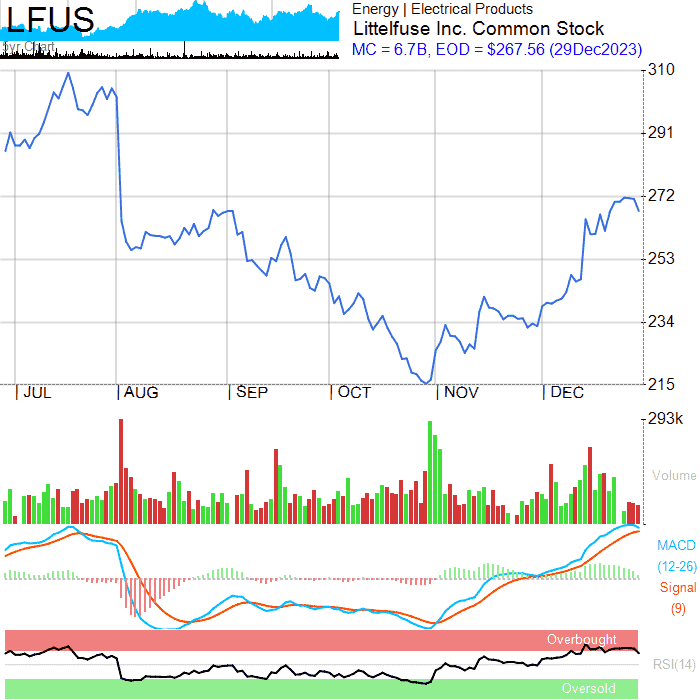 LFUS
5yr Chart
Energy | Electrical Products
Littelfuse Inc. Common Stock
MC = 6.7B, EOD = $267.56 (29Dec2023)
310
291
272
253
234
215
| JUL | AUG | SEP | OCT | NOV | DEC
293k
Volume
MACD
(12-26)
Signal
(9)
Overbought
RSI(14)
Oversold